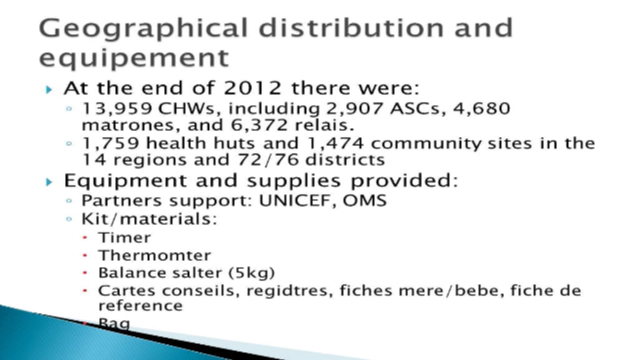 Geographical distribution and
equipement
At the end of 2012 there were:
13,959 CHWs, including 2,907 ASCs, 4,680
matrones, and 6,372 relais.
1,759 health huts and 1,474 community sites in the
14 regions and 72/76 districts
Equipment and supplies provided:
Partners support: UNICEF, OMS
Kit/materials:
Timer
Thermomter
Balance salter (5kg)
Cartes conseils, regidtres, fiches mere/bebe, fiche de
reference
Bag